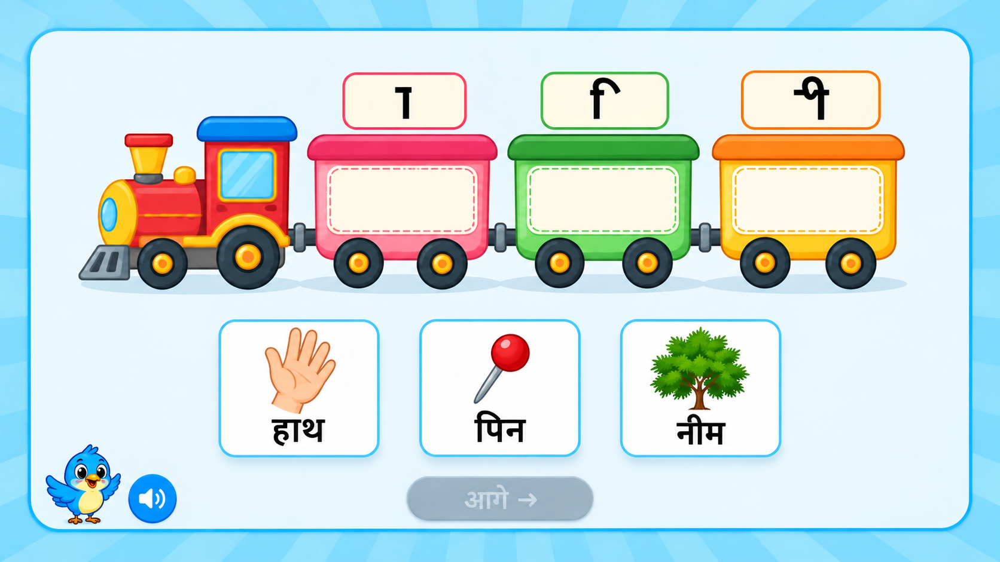 ा ि ी
हाथ पिन नीम
आगे →